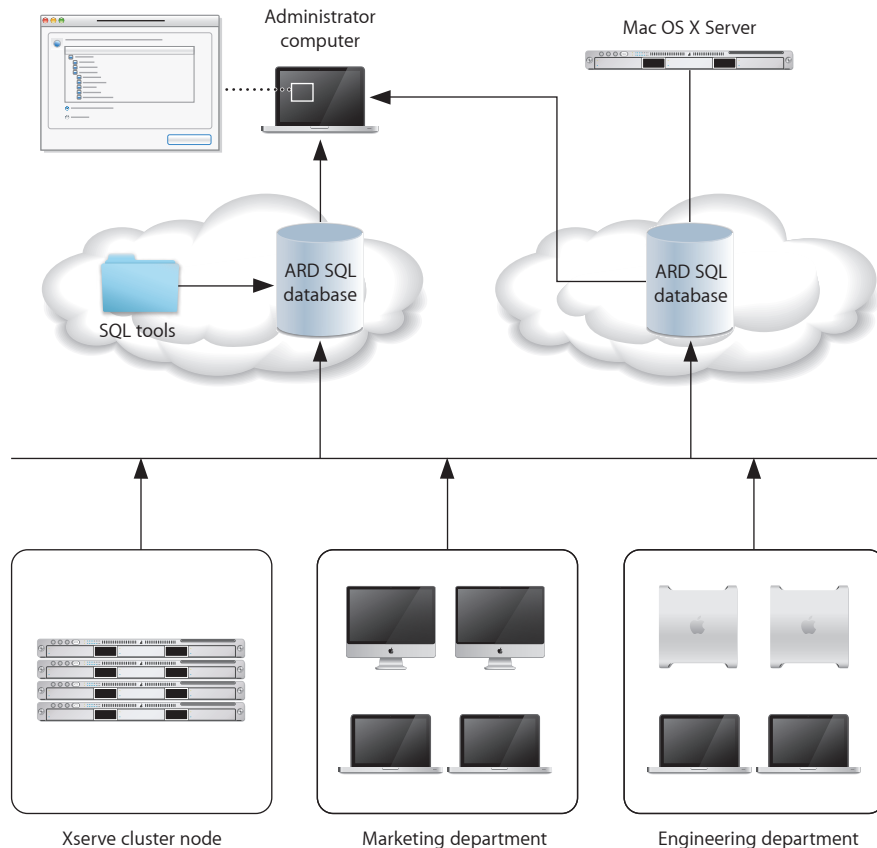 Administrator
computer
Mac OS X Server
ARD SQL
database
SQL tools
ARD SQL
database
Xserve cluster node
Marketing department
Engineering department